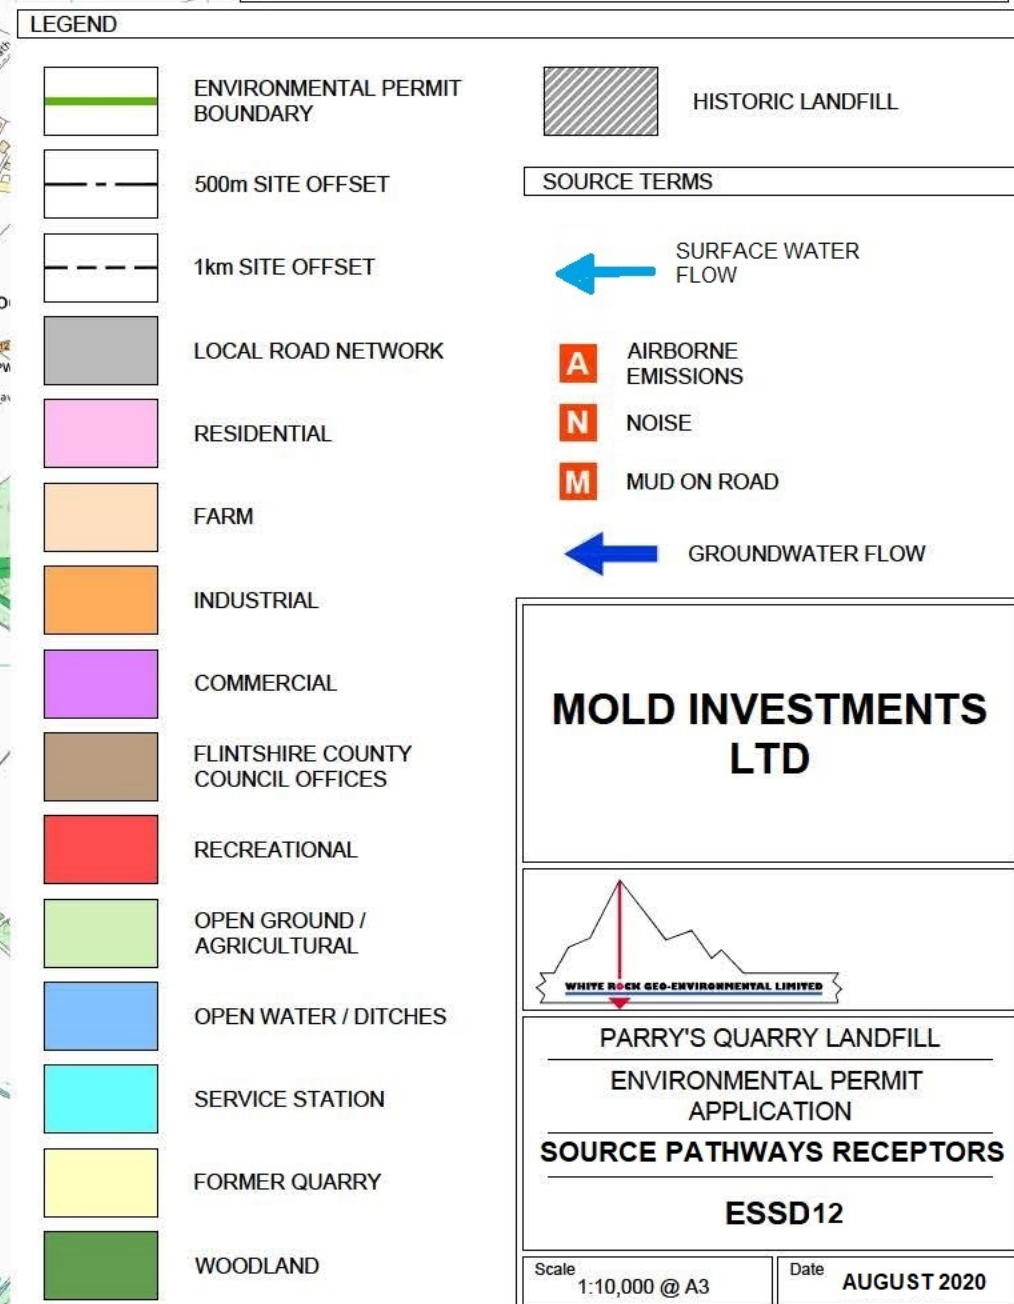 LEGEND
ENVIRONMENTAL PERMIT
BOUNDARY
500m SITE OFFSET
1km SITE OFFSET
LOCAL ROAD NETWORK
RESIDENTIAL
FARM
INDUSTRIAL
COMMERCIAL
FLINTSHIRE COUNTY
COUNCIL OFFICES
RECREATIONAL
OPEN GROUND /
AGRICULTURAL
OPEN WATER / DITCHES
SERVICE STATION
FORMER QUARRY
WOODLAND
HISTORIC LANDFILL
SOURCE TERMS
SURFACE WATER
FLOW
A AIRBORNE
EMISSIONS
N NOISE
M MUD ON ROAD
GROUNDWATER FLOW
MOLD INVESTMENTS
LTD
WHITE ROCK GEO-ENVIRONMENTAL LIMITED
PARRY'S QUARRY LANDFILL
ENVIRONMENTAL PERMIT
APPLICATION
SOURCE PATHWAYS RECEPTORS
ESSD12
Scale
1:10,000 @ A3
Date
AUGUST 2020